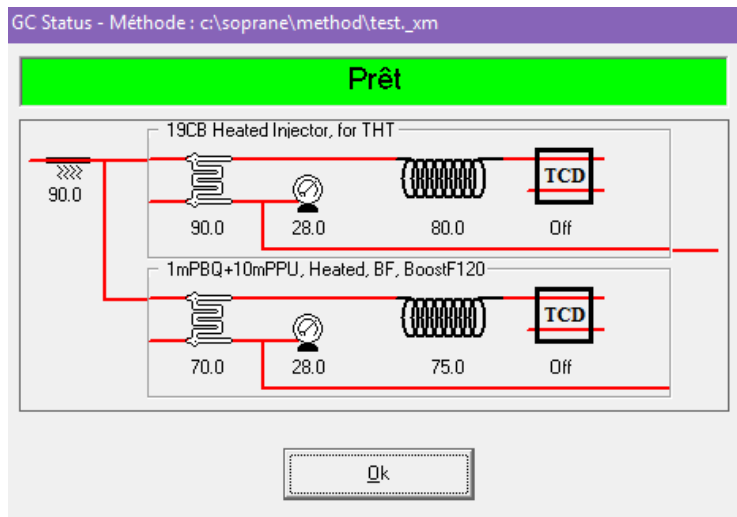 GC Status - Méthode : c:\soprane\method\test._xm
Prêt
19CB Heated Injector, for THT
TCD
90.0
90.0 28.0 80.0 Off
1mPBQ+10mPPU, Heated, BF, BoostF120
TCD
70.0 28.0 75.0 Off
Ok